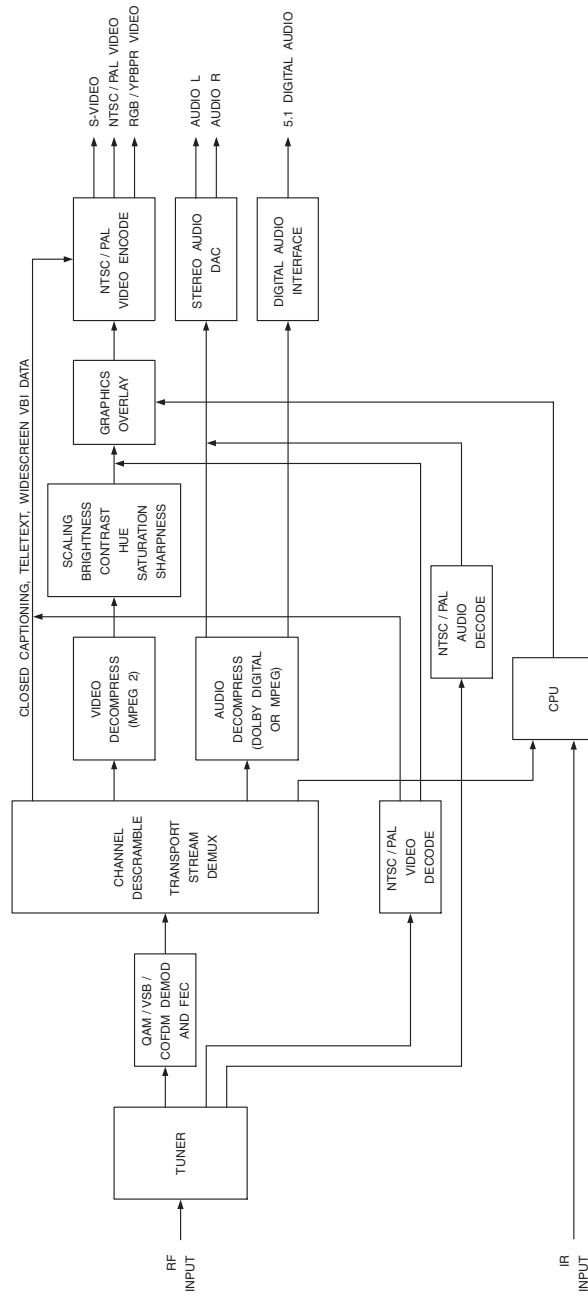 RF
INPUT
TUNER
QAM / VSB /
COFDM DEMOD
AND FEC
CHANNEL
DESCRAMBLE
TRANSPORT
STREAM
DEMUX
CLOSED CAPTIONING, TELETEXT, WIDESCREEN VBI DATA
VIDEO
DECOMPRESS
(MPEG 2)
SCALING
BRIGHTNESS
CONTRAST
HUE
SATURATION
SHARPNESS
GRAPHICS
OVERLAY
NTSC / PAL
VIDEO ENCODE
S-VIDEO
NTSC / PAL VIDEO
RGB / YPBPR VIDEO
AUDIO
DECOMPRESS
(DOLBY DIGITAL
OR MPEG)
STEREO AUDIO
DAC
AUDIO L
AUDIO R
DIGITAL AUDIO
INTERFACE
5.1 DIGITAL AUDIO
NTSC / PAL
VIDEO
DECODE
NTSC / PAL
AUDIO
DECODE
IR
INPUT
CPU